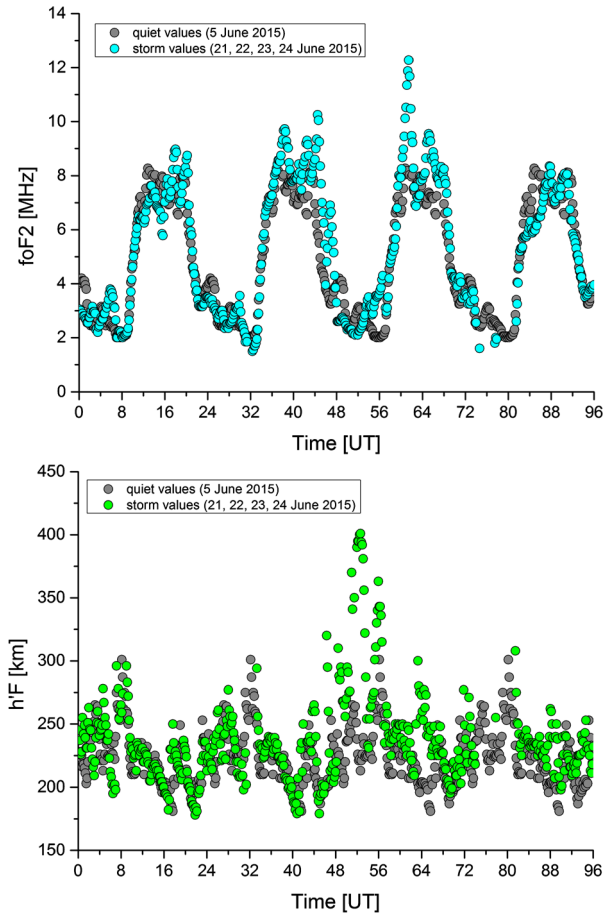 14
12
10
8
6
4
2
0
foF2 [MHz]
quiet values (5 June 2015)
storm values (21, 22, 23, 24 June 2015)
0 8 16 24 32 40 48 56 64 72 80 88 96
Time [UT]
450
400
350
300
250
200
150
h'F [km]
quiet values (5 June 2015)
storm values (21, 22, 23, 24 June 2015)
0 8 16 24 32 40 48 56 64 72 80 88 96
Time [UT]